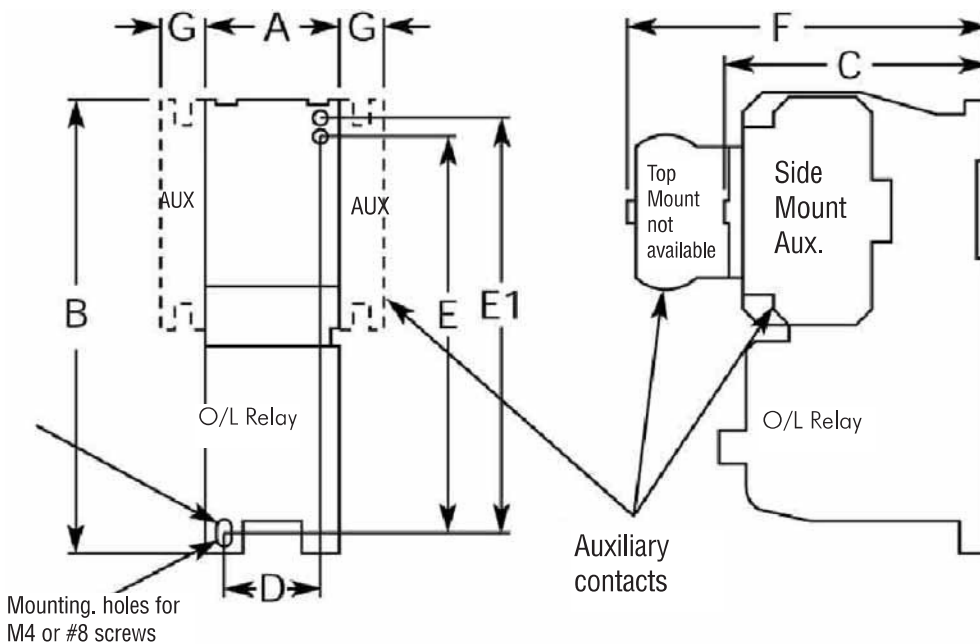 G A G
F
C
AUX
AUX
Top
Mount
not
available
Side
Mount
Aux.
B
E
E1
O/L Relay
O/L Relay
D
Auxiliary
contacts
Mounting. holes for
M4 or #8 screws